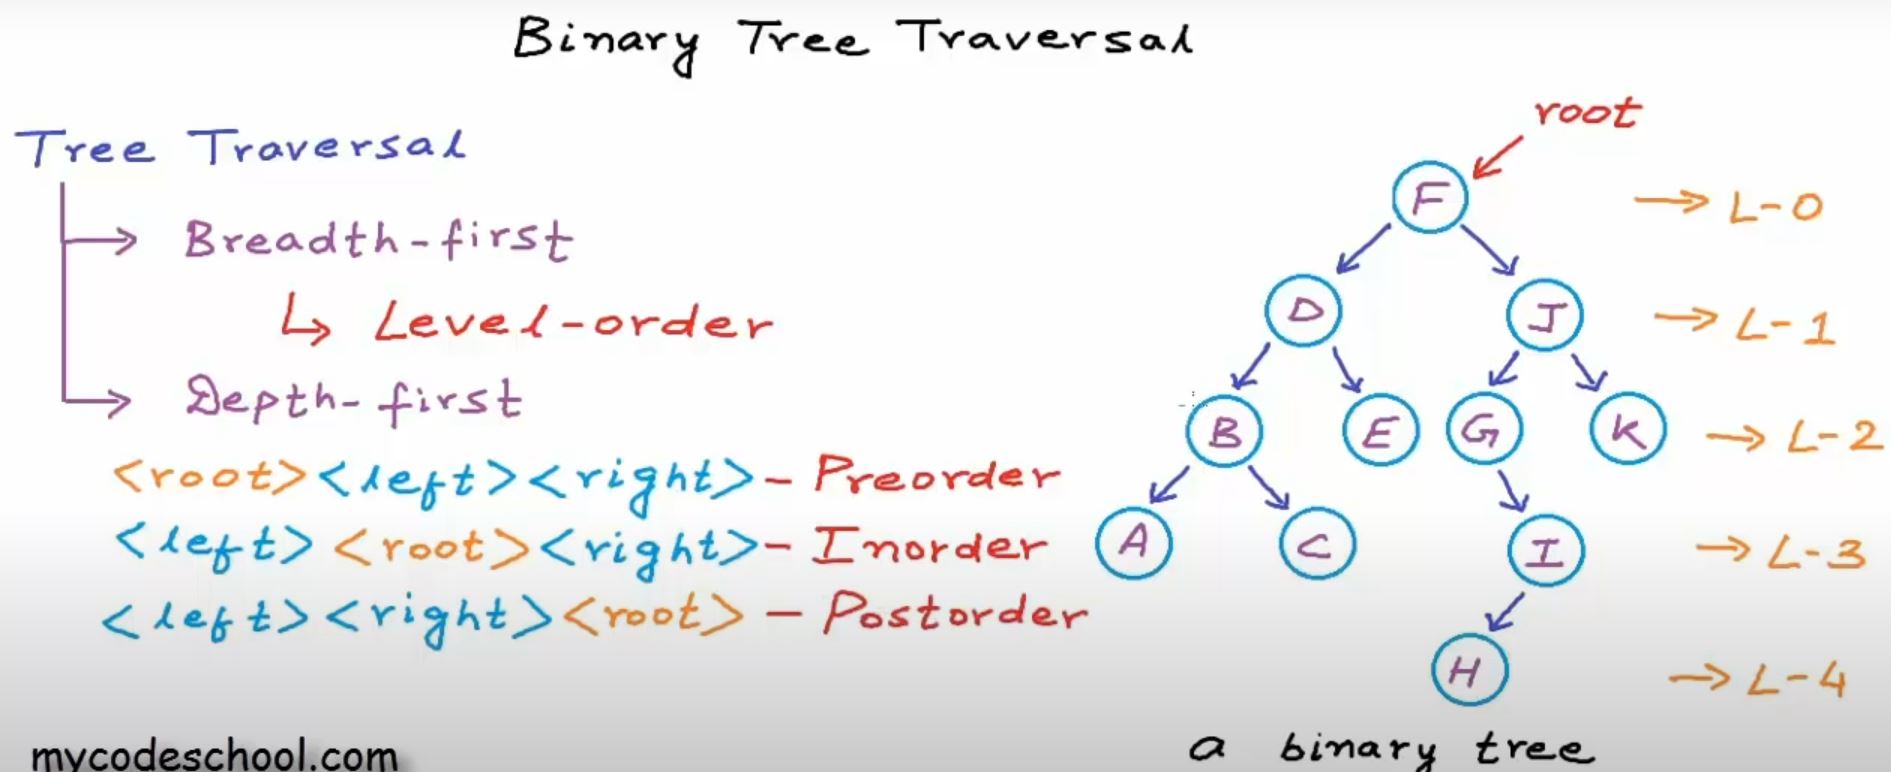 Binary Tree Traversal
Tree Traversal
Breadth-first
Level-order
Depth-first
<root><left><right> - Preorder
<left><root><right> - Inorder
<left><right><root> - Postorder
mycodeschool.com
root
F
L-0
D
J
L-1
B
E
G
K
L-2
A
C
I
L-3
H
L-4
a binary tree